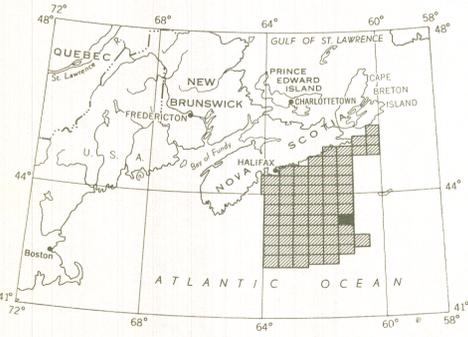 72°
68°
64°
60°
58°
48°
48°
GULF OF ST. LAWRENCE
QUEBEC
St. Lawrence
R.
NEW
BRUNSWICK
PRINCE
EDWARD
ISLAND
CHARLOTTETOWN
CAPE
BRETON
ISLAND
FREDERICTON
U. S. A.
Bay of Fundy
HALIFAX
NOVA SCOTIA
44°
44°
Boston
ATLANTIC OCEAN
41°
72°
68°
64°
60°
58°
41°